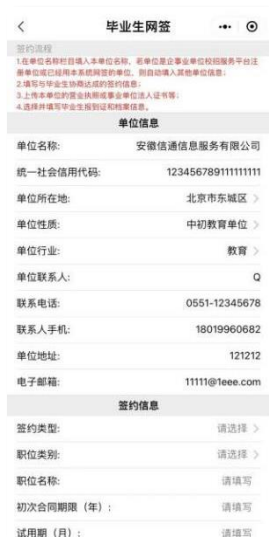 毕业生网签
签约流程
1.在单位名称栏目填入本单位名称，若单位是企事业单位校招服务平台注
册单位或已经用本系统网签的单位，则自动填入其他单位信息；
2.填写与毕业生协商达成的签约信息；
3.上传本单位的营业执照或事业单位法人证书等；
4.选择并填写毕业生报到证和档案信息。
单位信息
单位名称: 安徽信通信息服务有限公司
统一社会信用代码: 123456789111111111
单位所在地: 北京市东城区
单位性质: 中初教育单位
单位行业: 教育
单位联系人: Q
联系电话: 0551-12345678
联系人手机: 18019960682
单位地址: 121212
电子邮箱: 11111@1eee.com
签约信息
签约类型: 请选择
职位类别: 请选择
职位名称: 请填写
初次合同期限（年）: 请填写
试用期（月）: 请填写